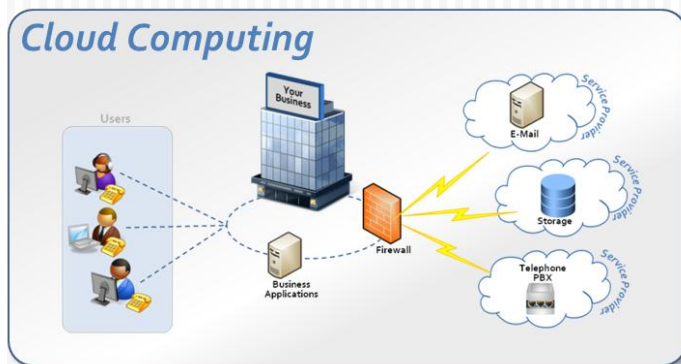 Cloud Computing
Users
Your
Business
Business
Applications
Firewall
E-Mail
Service Provider
Storage
Service Provider
Telephone
PBX
Service Provider